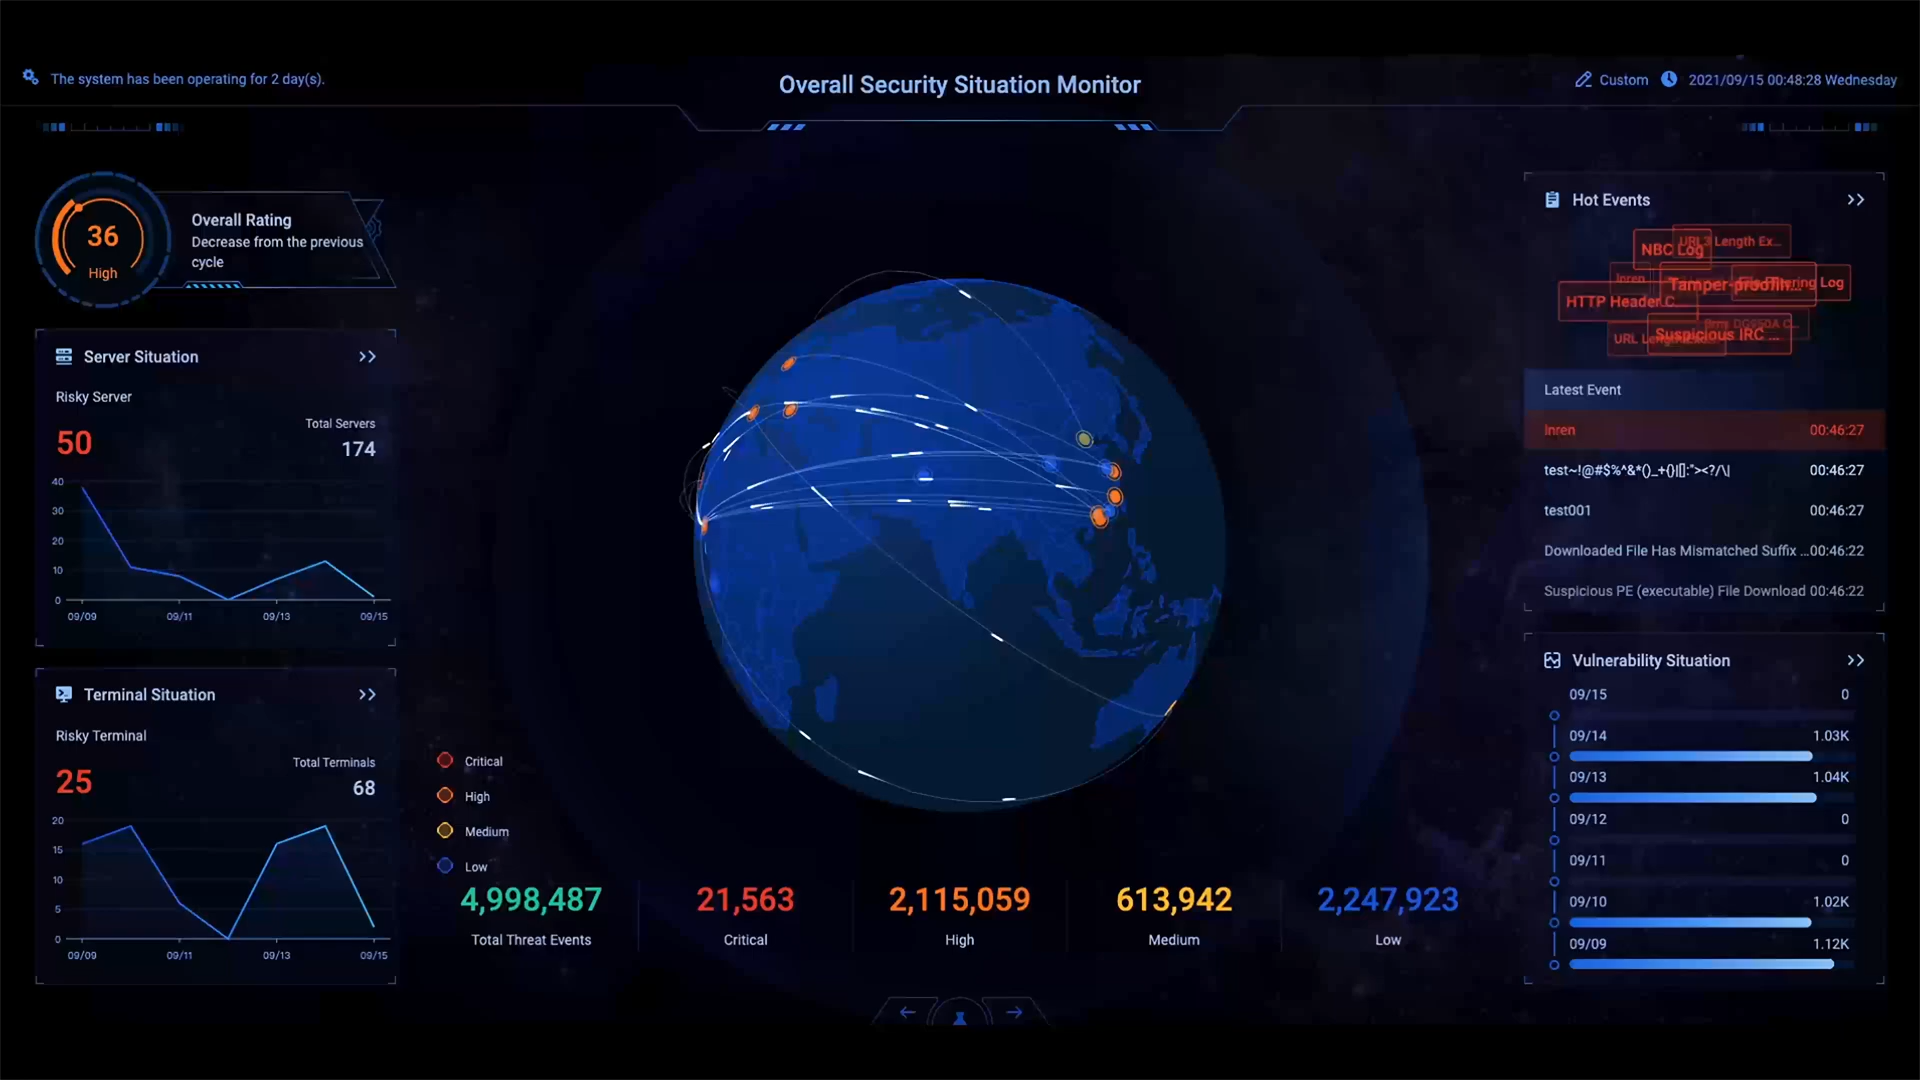 The system has been operating for 2 day(s).
Overall Security Situation Monitor
Custom
2021/09/15 00:48:28 Wednesday
36
High
Overall Rating
Decrease from the previous
cycle
Server Situation
Risky Server
50
Total Servers
174
40
30
20
10
0
09/09
09/11
09/13
09/15
Terminal Situation
Risky Terminal
25
Total Terminals
68
20
15
10
5
0
09/09
09/11
09/13
09/15
Critical
High
Medium
Low
4,998,487
Total Threat Events
21,563
Critical
2,115,059
High
613,942
Medium
2,247,923
Low
Hot Events
NBC Log
Length Ex...
Inren
Log
HTTP Header C...
Suspicious IRC ...
URL
Latest Event
Inren 00:46:27
test~!@#$%^&*()_+{}|[]:"><?/\| 00:46:27
test001 00:46:27
Downloaded File Has Mismatched Suffix ...00:46:22
Suspicious PE (executable) File Download 00:46:22
Vulnerability Situation
09/15 0
09/14 1.03K
09/13 1.04K
09/12 0
09/11 0
09/10 1.02K
09/09 1.12K